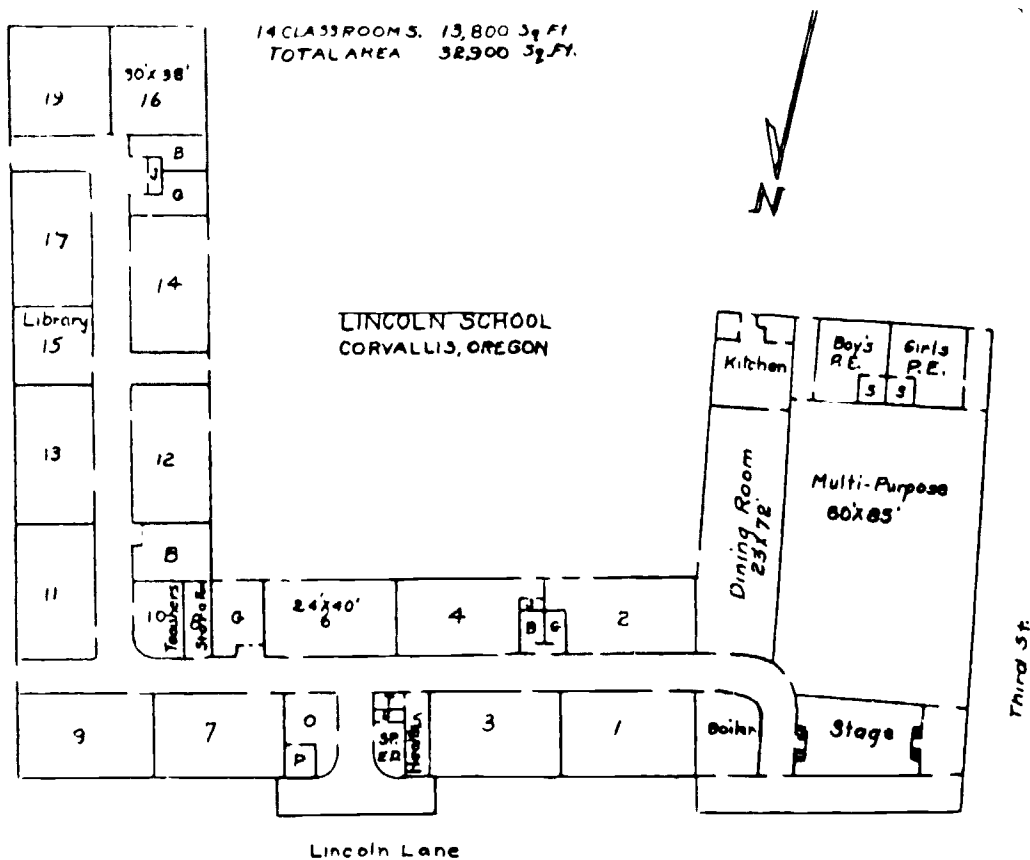 14 CLASSROOMS. 13,800 Sq Ft
TOTAL AREA 32,900 Sq.Ft.
30'x38'
19
16
B
J
G
N
17
14
Library
15
LINCOLN SCHOOL
CORVALLIS, OREGON
Kitchen
Boy's
P.E.
Girls
P.E.
S
S
13
12
Dining Room
23'x72'
Multi-Purpose
60'x85'
B
11
10
Teachers
8
G
24'x40'
6
4
J
B
G
2
Third St.
9
7
O
P
SP.
ED.
5
Health
3
1
Boiler
Stage
Lincoln Lane